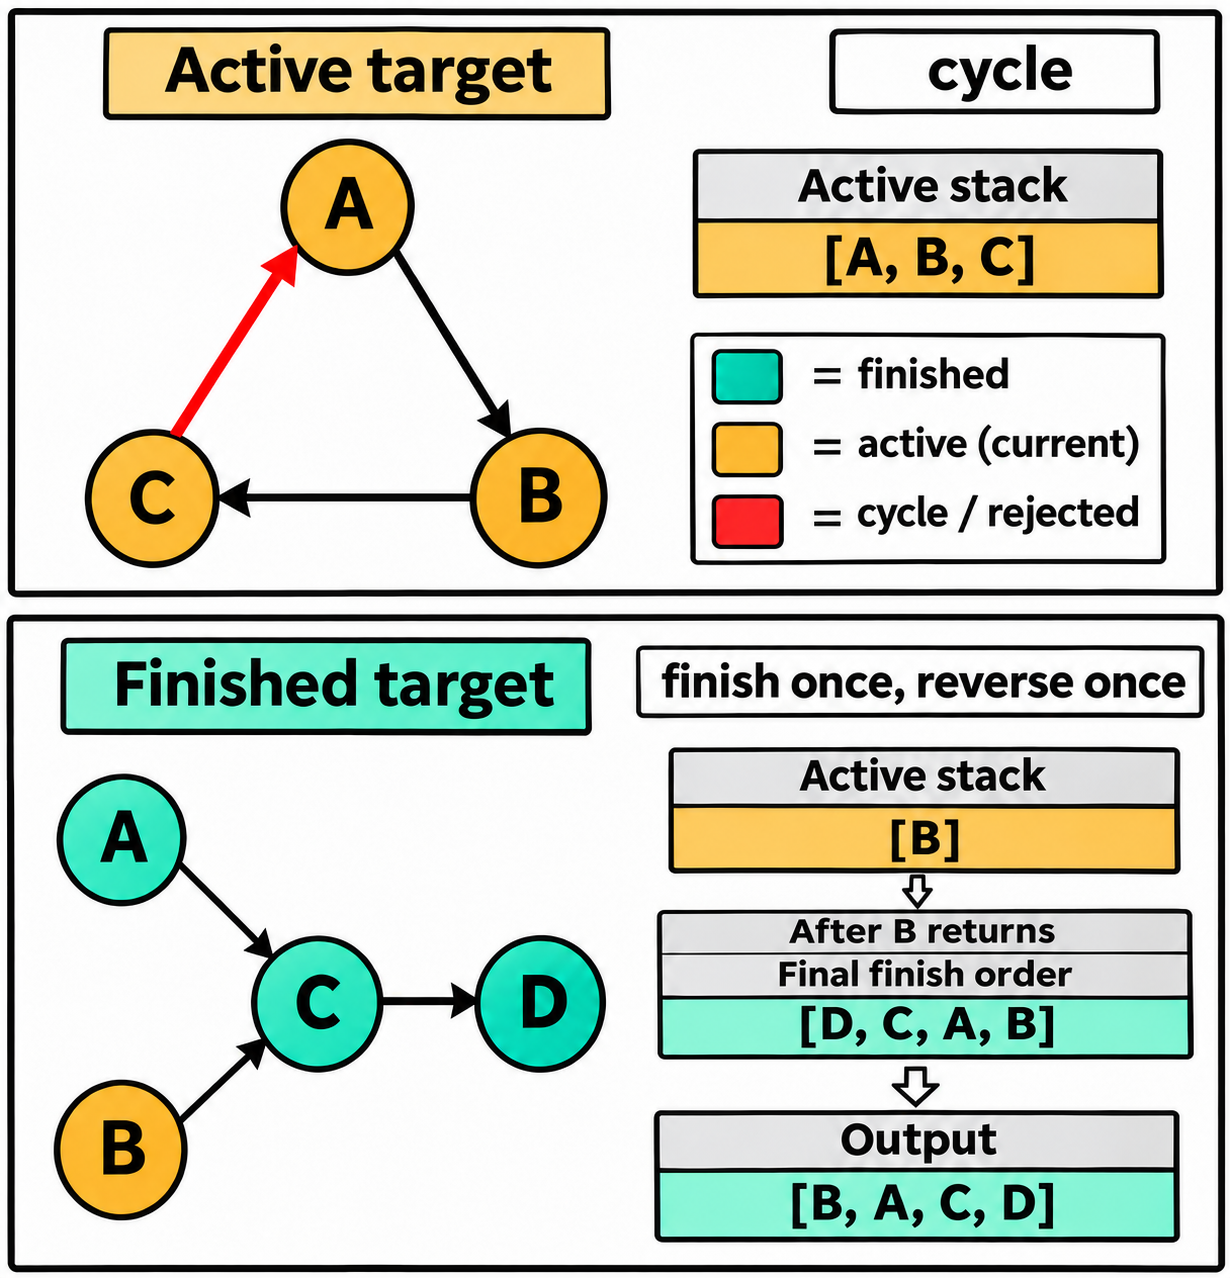 Active target
cycle
A
Active stack
[A, B, C]
= finished
= active (current)
= cycle / rejected
C
B
Finished target
finish once, reverse once
Active stack
[B]
A
After B returns
Final finish order
[D, C, A, B]
C
D
B
Output
[B, A, C, D]